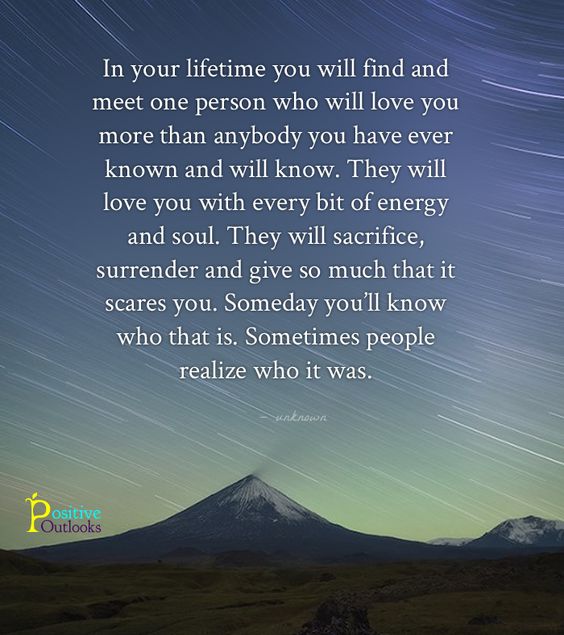 In your lifetime you will find and
meet one person who will love you
more than anybody you have ever
known and will know. They will
love you with every bit of energy
and soul. They will sacrifice,
surrender and give so much that it
scares you. Someday you’ll know
who that is. Sometimes people
realize who it was.
– unknown
Positive
Outlooks